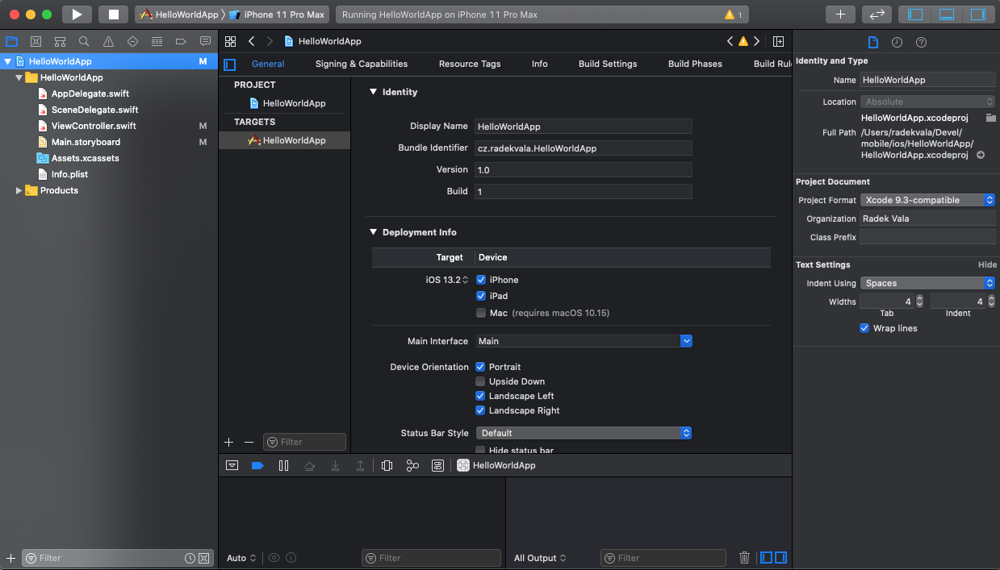 HelloWorldApp 〉 iPhone 11 Pro Max
Running HelloWorldApp on iPhone 11 Pro Max
1
HelloWorldApp M
HelloWorldApp
AppDelegate.swift
SceneDelegate.swift
ViewController.swift M
Main.storyboard M
Assets.xcassets
Info.plist
Products
Filter
HelloWorldApp
General Signing & Capabilities Resource Tags Info Build Settings Build Phases Build Rul
PROJECT
HelloWorldApp
TARGETS
HelloWorldApp
Filter
Identity
Display Name HelloWorldApp
Bundle Identifier cz.radekvala.HelloWorldApp
Version 1.0
Build 1
Deployment Info
Target Device
iOS 13.2 iPhone
iPad
Mac (requires macOS 10.15)
Main Interface Main
Device Orientation Portrait
Upside Down
Landscape Left
Landscape Right
Status Bar Style Default
Hide status bar
HelloWorldApp
Auto
Filter
All Output
Filter
Identity and Type
Name HelloWorldApp
Location Absolute
HelloWorldApp.xcodeproj
Full Path /Users/radekvala/Devel/
mobile/ios/HelloWorldApp/
HelloWorldApp.xcodeproj
Project Document
Project Format Xcode 9.3-compatible
Organization Radek Vala
Class Prefix
Text Settings Hide
Indent Using Spaces
Widths 4 4
Tab Indent
Wrap lines